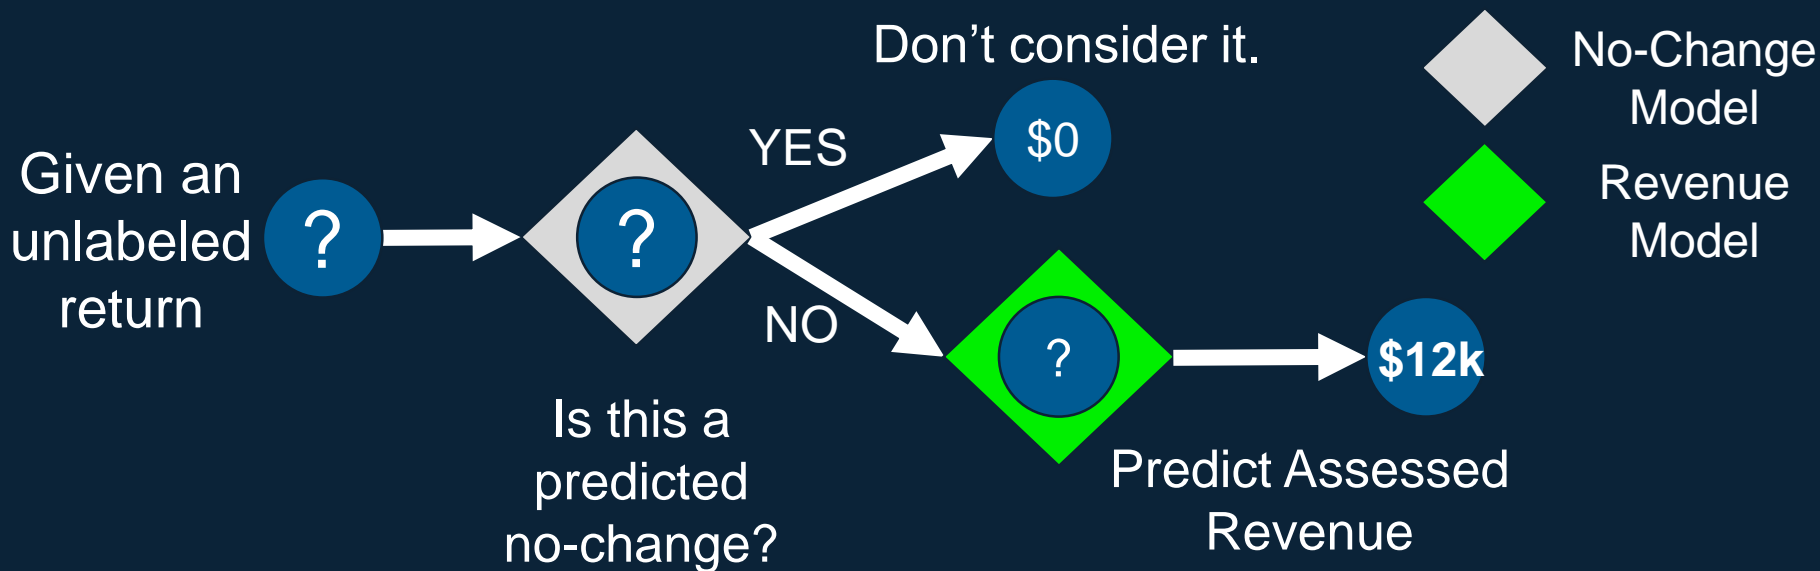 Given an
unlabeled
return
?
?
Is this a
predicted
no-change?
YES
NO
Don’t consider it.
$0
?
$12k
Predict Assessed
Revenue
No-Change
Model
Revenue
Model